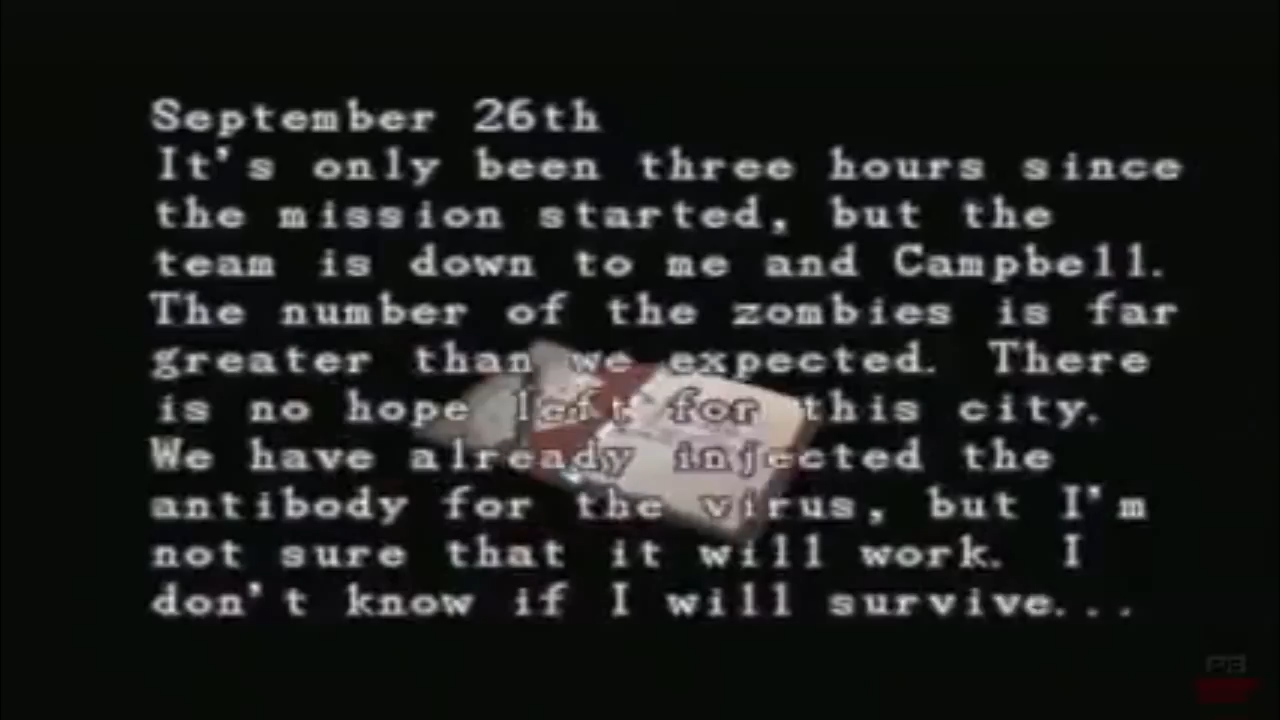 September 26th
It's only been three hours since
the mission started, but the
team is down to me and Campbell.
The number of the zombies is far
greater than we expected. There
is no hope left for this city.
We have already injected the
antibody for the virus, but I'm
not sure that it will work. I
don't know if I will survive...
PB